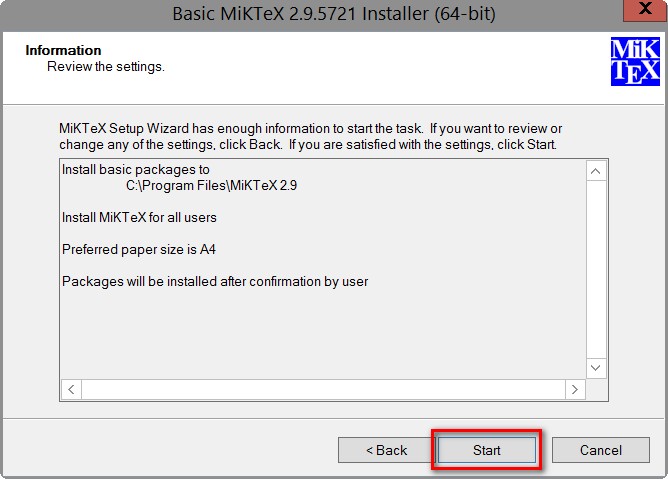 Basic MiKTeX 2.9.5721 Installer (64-bit)
X
Information
Review the settings.
MiK
TEX
MiKTeX Setup Wizard has enough information to start the task. If you want to review or
change any of the settings, click Back. If you are satisfied with the settings, click Start.
Install basic packages to
C:\Program Files\MiKTeX 2.9
Install MiKTeX for all users
Preferred paper size is A4
Packages will be installed after confirmation by user
< Back
Start
Cancel